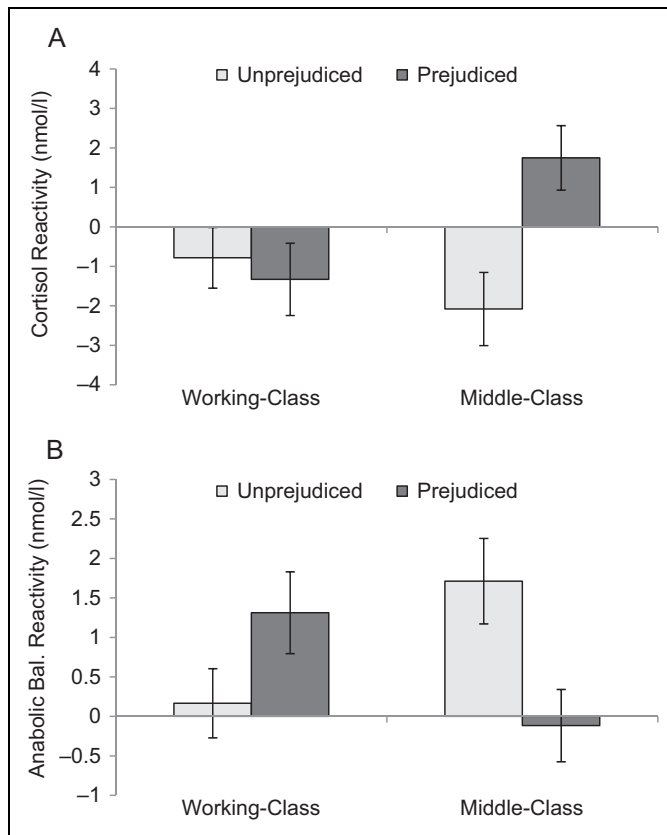 A
Cortisol Reactivity (nmol/l)
4
3
2
1
0
–1
–2
–3
–4
Unprejudiced Prejudiced
Working-Class Middle-Class
B
Anabolic Bal. Reactivity (nmol/l)
3
2.5
2
1.5
1
0.5
0
–0.5
–1
Unprejudiced Prejudiced
Working-Class Middle-Class